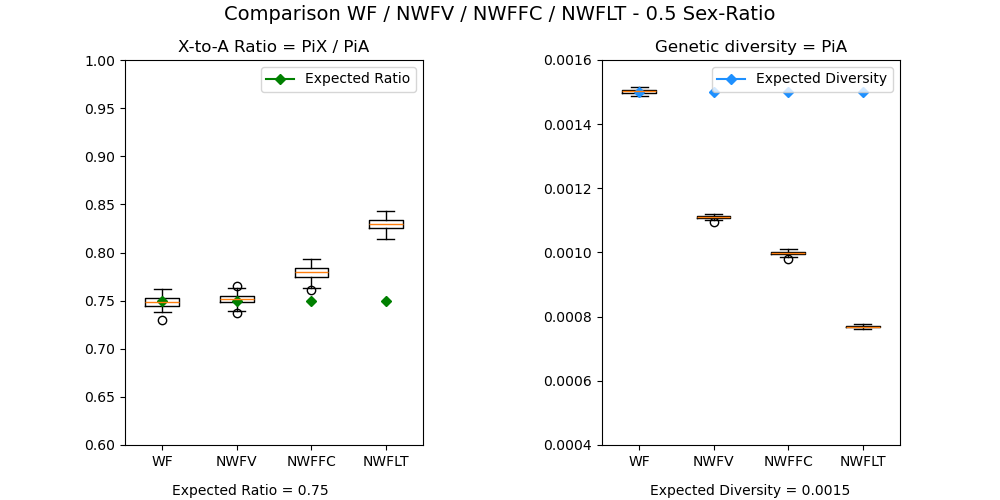 Comparison WF / NWFV / NWFFC / NWFLT - 0.5 Sex-Ratio
X-to-A Ratio = PiX / PiA
Expected Ratio
1.00
0.95
0.90
0.85
0.80
0.75
0.70
0.65
0.60
WF NWFV NWFFC NWFLT
Expected Ratio = 0.75
Genetic diversity = PiA
Expected Diversity
0.0016
0.0014
0.0012
0.0010
0.0008
0.0006
0.0004
WF NWFV NWFFC NWFLT
Expected Diversity = 0.0015